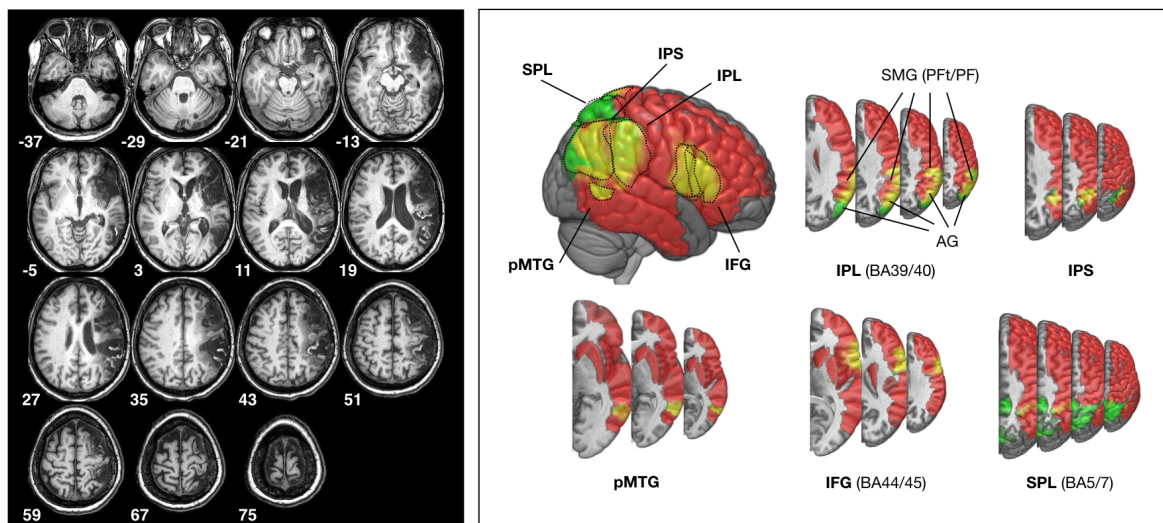 -37 -29 -21 -13
-5 3 11 19
27 35 43 51
59 67 75
IPS
SPL
IPL
pMTG
IFG
SMG (PFt/PF)
AG
IPL (BA39/40)
IPS
pMTG
IFG (BA44/45)
SPL (BA5/7)